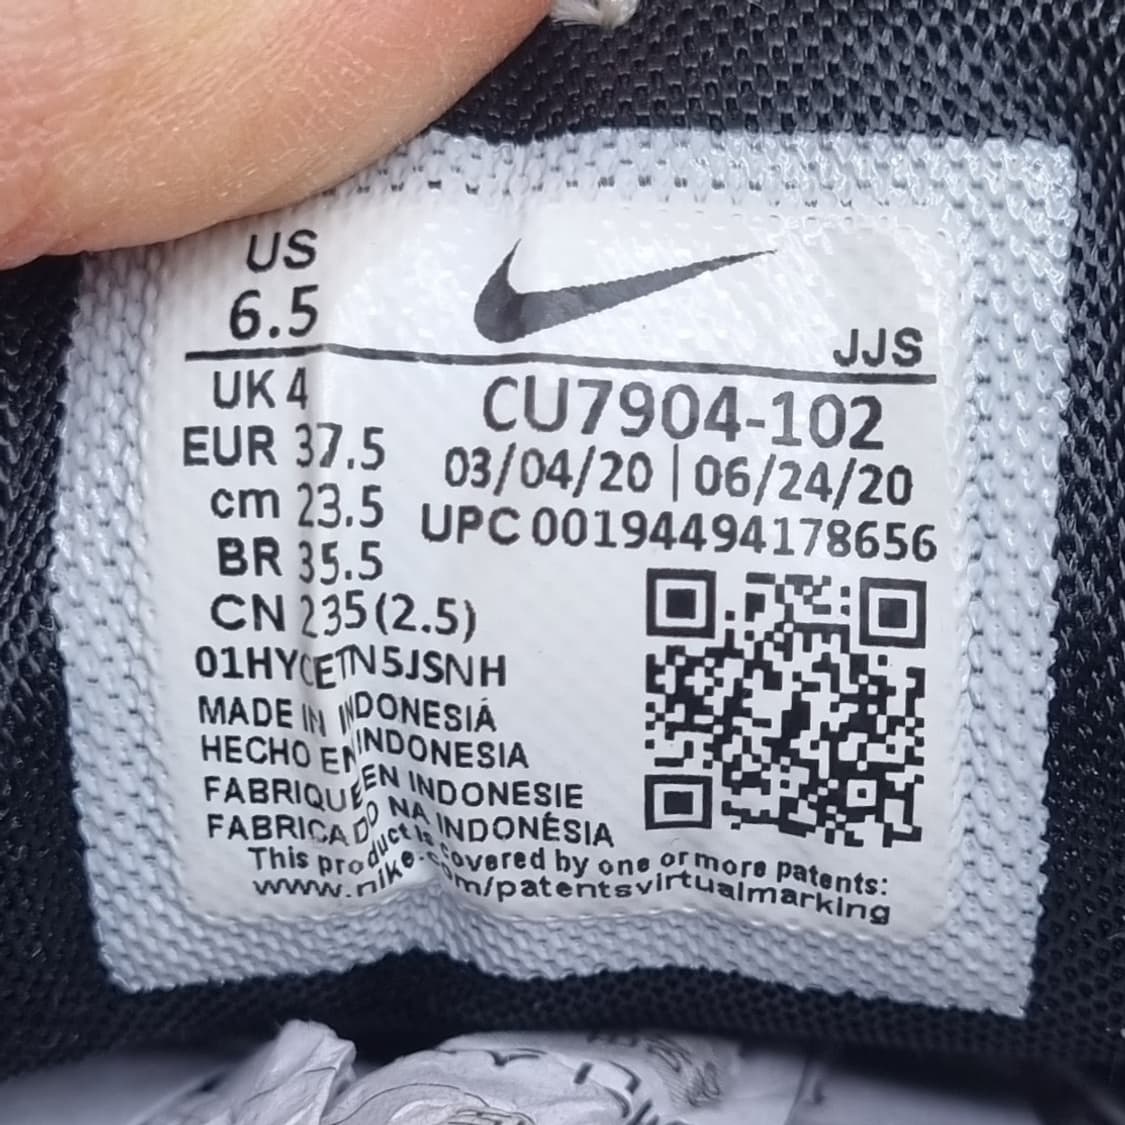 US
6.5
JJS
UK 4
CU7904-102
EUR 37.5
03/04/20 | 06/24/20
cm 23.5
UPC 00194494178656
BR 35.5
CN 235(2.5)
01HYCETN5JSNH
MADE IN INDONESIA
HECHO EN INDONESIA
FABRIQUE EN INDONESIE
FABRICADO NA INDONÉSIA
This product is covered by one or more patents:
www.nike.com/patentsvirtualmarking